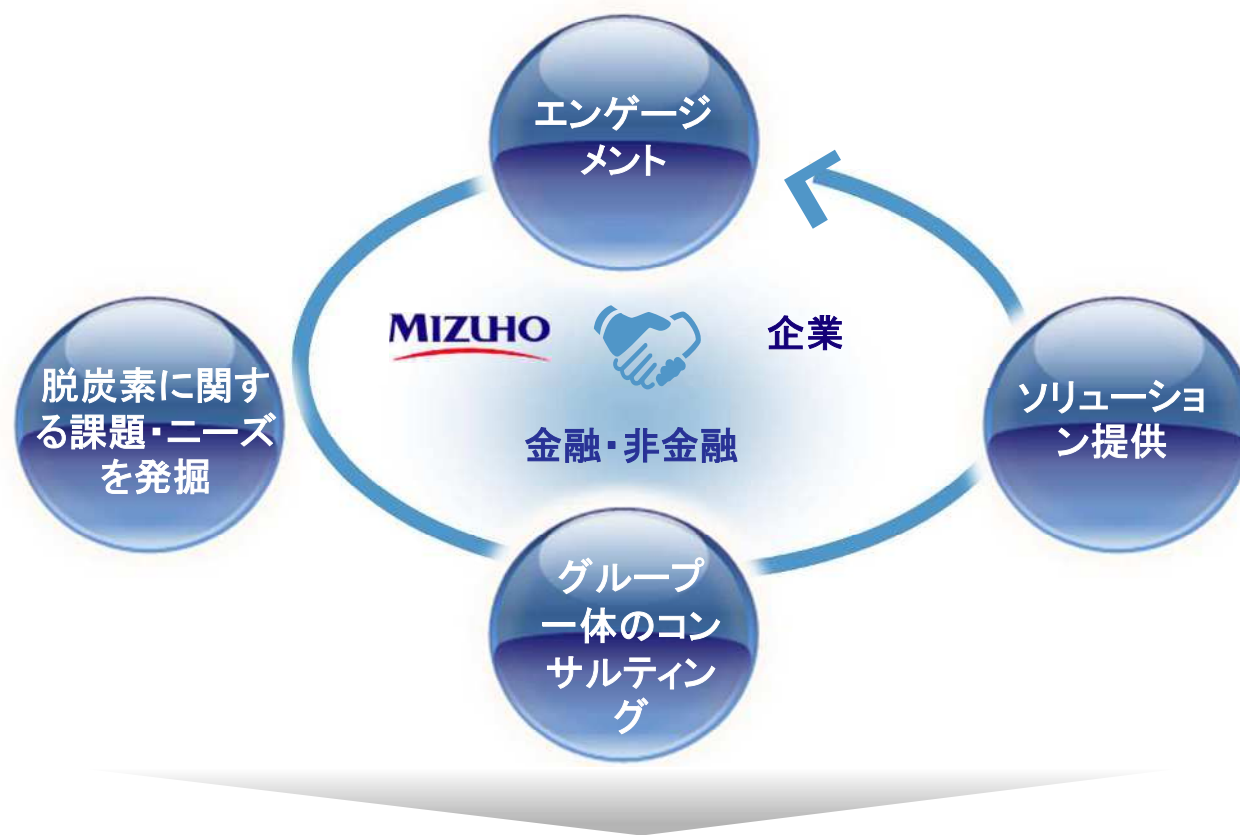 エンゲージ
メント
MIZUHO
企業
金融・非金融
脱炭素に関す
る課題・ニーズ
を発掘
ソリューショ
ン提供
グループ
一体のコン
サルティン
グ